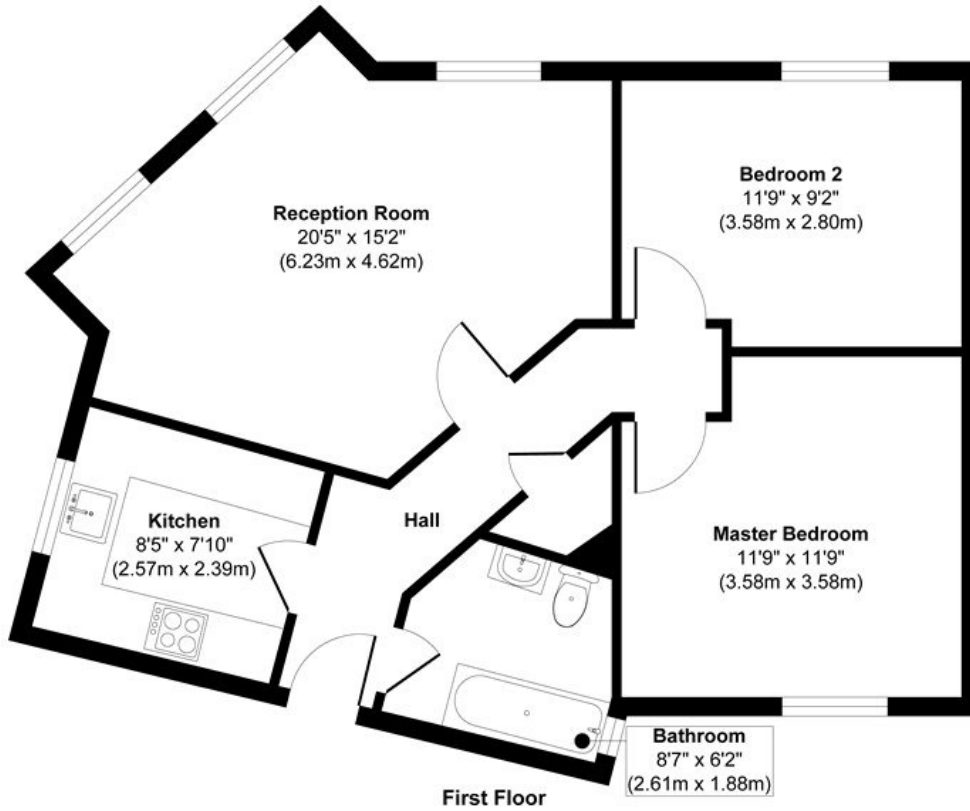 Reception Room
20'5" x 15'2"
(6.23m x 4.62m)
Bedroom 2
11'9" x 9'2"
(3.58m x 2.80m)
Kitchen
8'5" x 7'10"
(2.57m x 2.39m)
Hall
Master Bedroom
11'9" x 11'9"
(3.58m x 3.58m)
Bathroom
8'7" x 6'2"
(2.61m x 1.88m)
First Floor